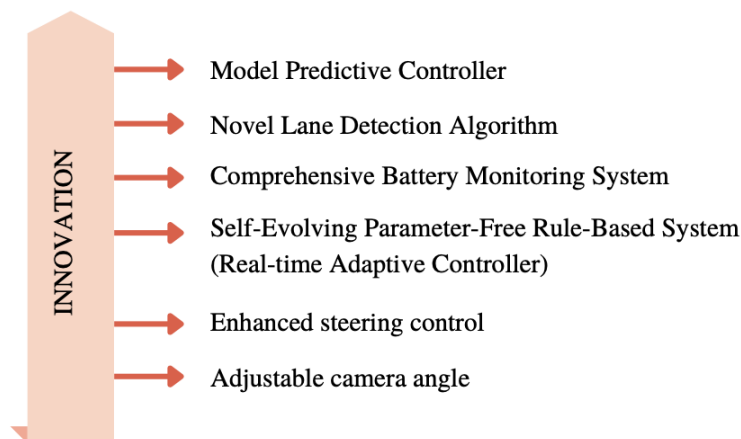 INNOVATION
Model Predictive Controller
Novel Lane Detection Algorithm
Comprehensive Battery Monitoring System
Self-Evolving Parameter-Free Rule-Based System
(Real-time Adaptive Controller)
Enhanced steering control
Adjustable camera angle